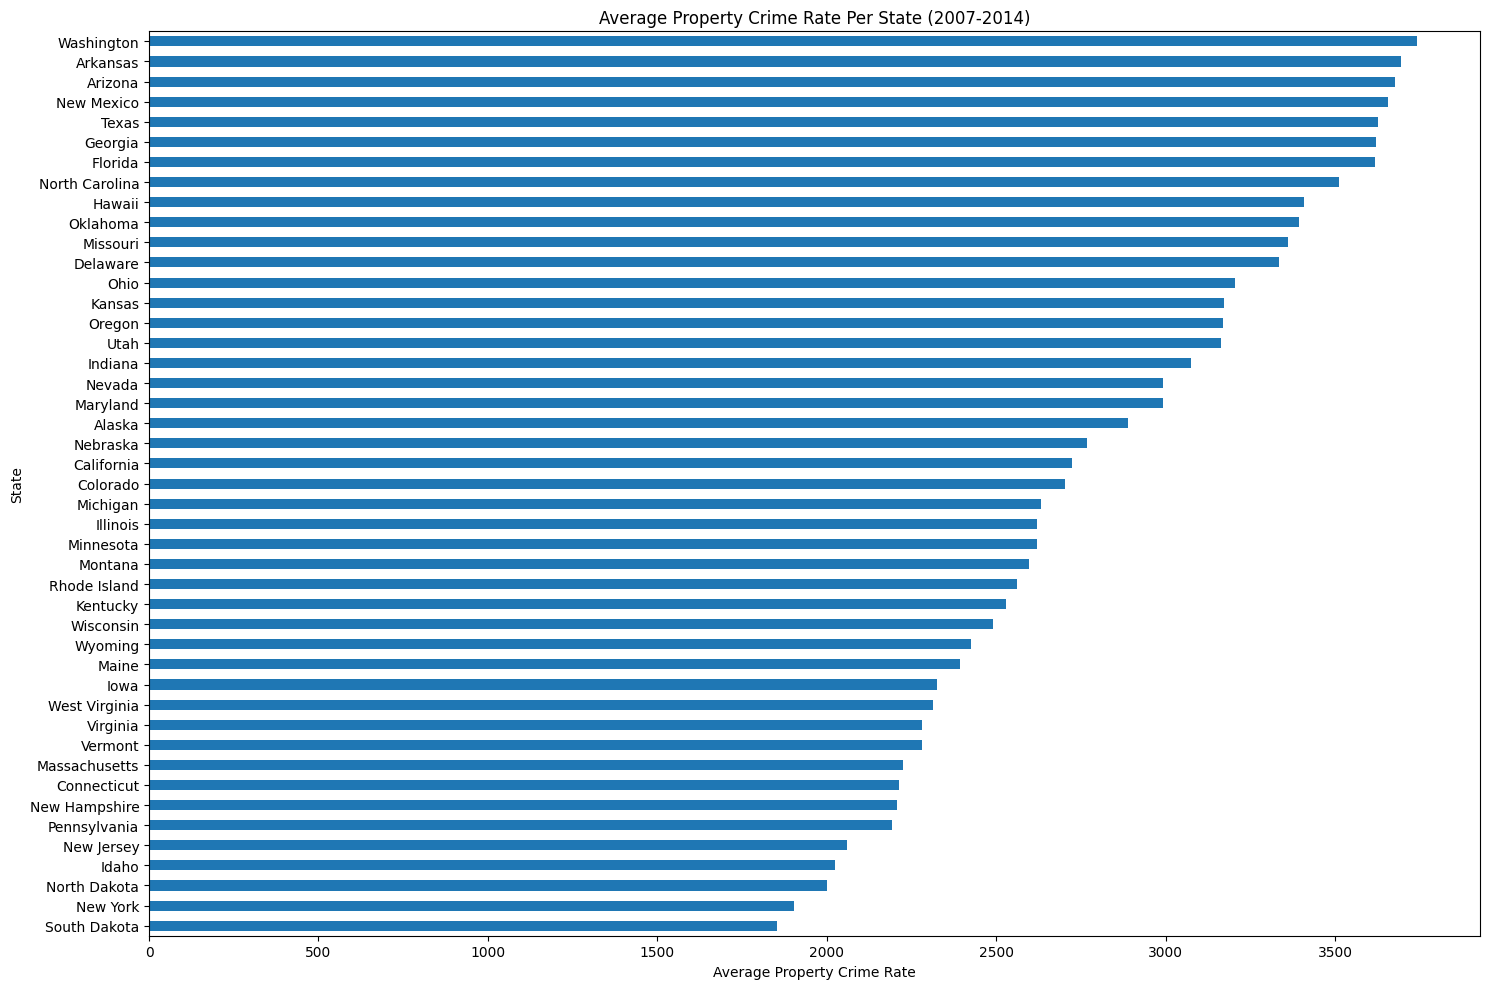 Average Property Crime Rate Per State (2007-2014)
Washington
Arkansas
Arizona
New Mexico
Texas
Georgia
Florida
North Carolina
Hawaii
Oklahoma
Missouri
Delaware
Ohio
Kansas
Oregon
Utah
Indiana
Nevada
Maryland
Alaska
Nebraska
California
Colorado
Michigan
Illinois
Minnesota
Montana
Rhode Island
Kentucky
Wisconsin
Wyoming
Maine
Iowa
West Virginia
Virginia
Vermont
Massachusetts
Connecticut
New Hampshire
Pennsylvania
New Jersey
Idaho
North Dakota
New York
South Dakota
State
0 500 1000 1500 2000 2500 3000 3500
Average Property Crime Rate